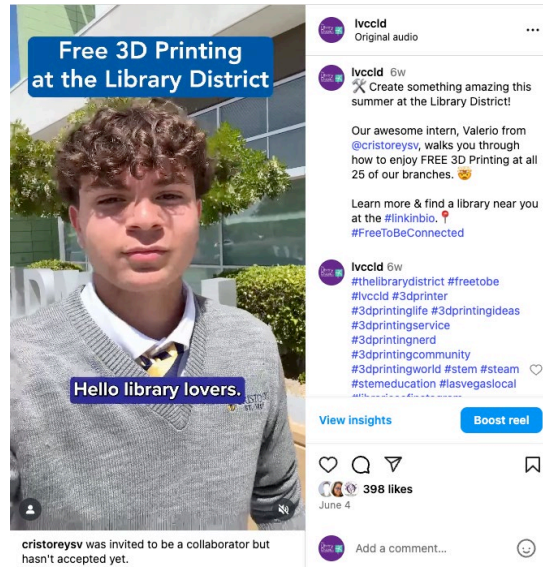 Free 3D Printing
at the Library District
Hello library lovers.
cristoreysv was invited to be a collaborator but
hasn't accepted yet.
lvccld
Original audio
lvccld 6w
🛠️ Create something amazing this
summer at the Library District!
Our awesome intern, Valerio from
@cristoreysv, walks you through
how to enjoy FREE 3D Printing at all
25 of our branches. 🤯
Learn more & find a library near you
at the #linkinbio.📍
#FreeToBeConnected
lvccld 6w
#thelibrarydistrict #freetobe
#lvccld #3dprinter
#3dprintinglife #3dprintingideas
#3dprintingservice
#3dprintingnerd
#3dprintingcommunity
#3dprintingworld #stem #steam
#stemeducation #lasvegaslocal
View insights
Boost reel
398 likes
June 4
Add a comment...